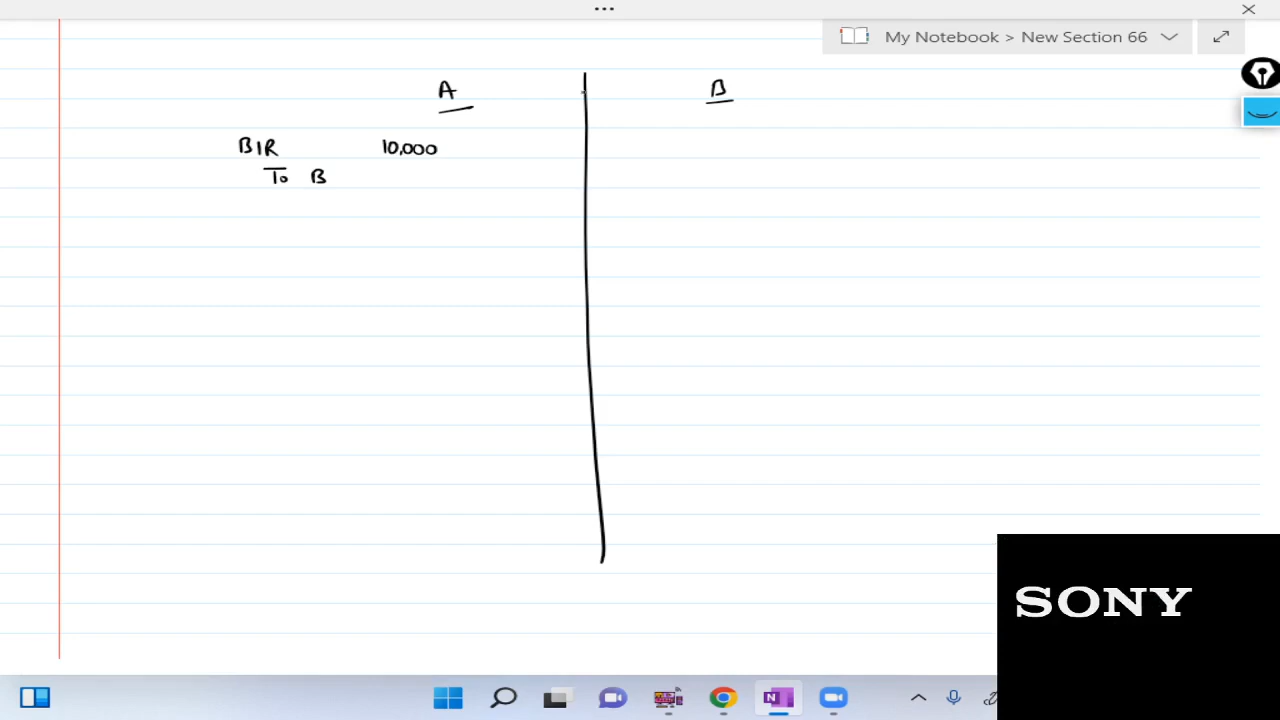 ...
My Notebook > New Section 66
A
B
B/R 10,000
To B
SONY